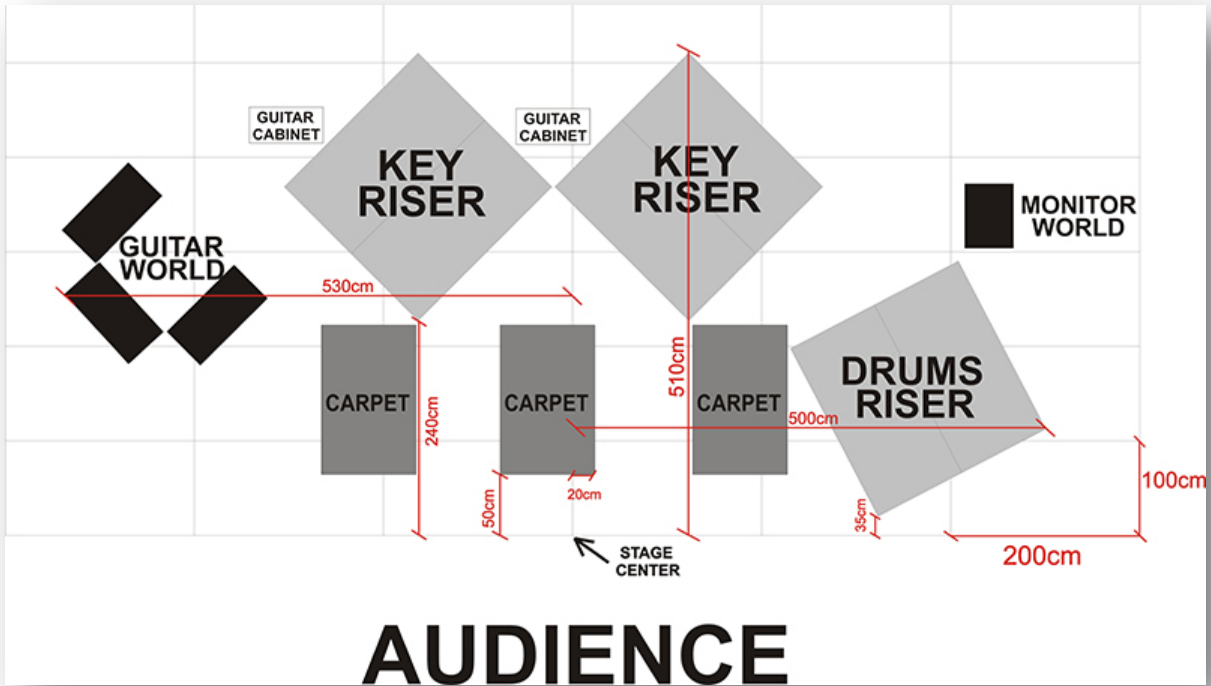 GUITAR
CABINET
GUITAR
CABINET
KEY
RISER
KEY
RISER
MONITOR
WORLD
GUITAR
WORLD
530cm
510cm
DRUMS
RISER
CARPET
CARPET
CARPET
240cm
500cm
100cm
50cm
20cm
35cm
STAGE
CENTER
200cm
AUDIENCE